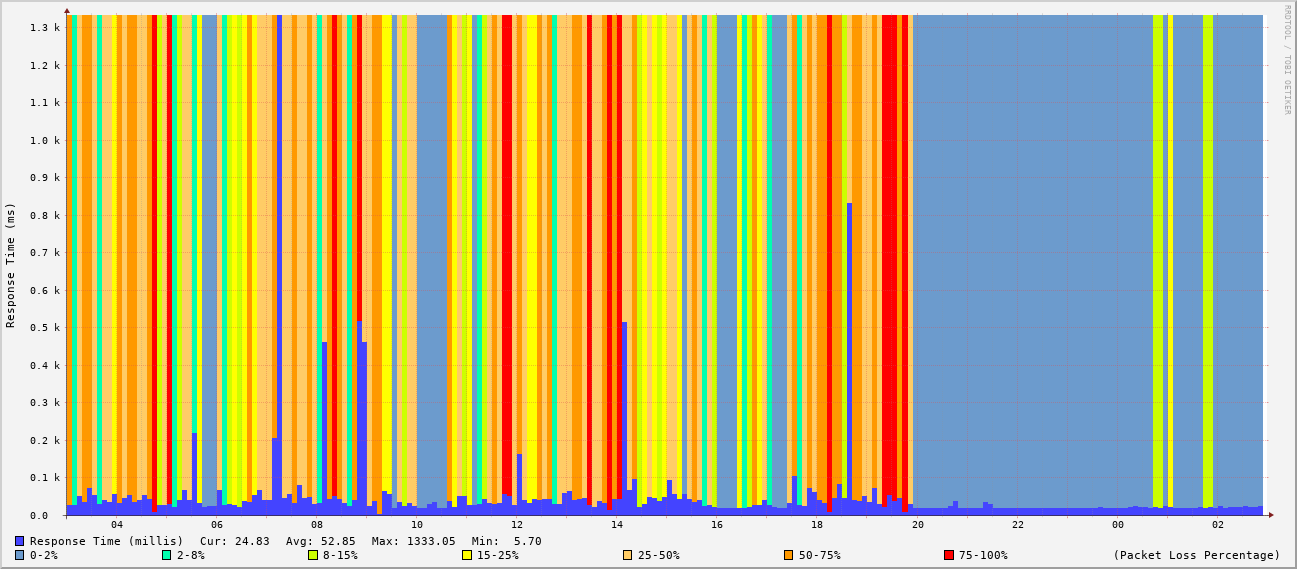 RRDTOOL / TOBI OETIKER
Response Time (ms)
1.3 k
1.2 k
1.1 k
1.0 k
0.9 k
0.8 k
0.7 k
0.6 k
0.5 k
0.4 k
0.3 k
0.2 k
0.1 k
0.0
04 06 08 10 12 14 16 18 20 22 00 02
Response Time (millis) Cur: 24.83 Avg: 52.85 Max: 1333.05 Min: 5.70
0-2% 2-8% 8-15% 15-25% 25-50% 50-75% 75-100% (Packet Loss Percentage)